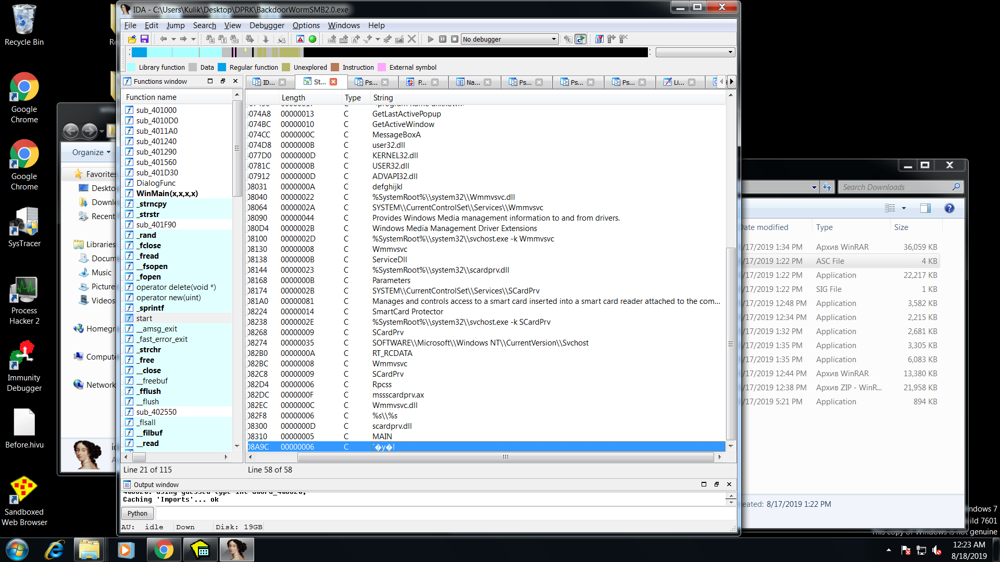 Recycle Bin
Google
Chrome
Google
Chrome
SysTracer
Process
Hacker 2
Immunity
Debugger
Before.hivu
Sandboxed
Web Browser
Organize
Favorites
Recent
Libraries
Music
Videos
Network
IDA - C:\Users\Kulik\Desktop\DPRK\BackdoorWormSMB2.0.exe
File Edit Jump Search View Debugger Options Windows Help
No debugger
Library function Data Regular function Unexplored Instruction External symbol
Functions window
ID... St... Ps... P... Na... Ps... Ps... Ps... Li...
Function name
sub_401000
sub_4010D0
sub_4011A0
sub_401240
sub_401290
sub_401560
sub_401D30
DialogFunc
WinMain(x,x,x,x)
_strncpy
_strstr
sub_401F90
_rand
_fclose
_fread
__fsopen
_fopen
operator delete(void *)
operator new(uint)
_sprintf
start
__amsg_exit
_fast_error_exit
_strchr
_free
__close
__freebuf
_fflush
__flush
sub_402550
_flsall
__filbuf
__read
Line 21 of 115
Length Type String
4074A8 00000013 C GetLastActivePopup
4074BC 00000010 C GetActiveWindow
4074CC 0000000C C MessageBoxA
4074D8 0000000B C user32.dll
4077D0 0000000D C KERNEL32.dll
40781C 0000000B C USER32.dll
407912 0000000D C ADVAPI32.dll
08031 0000000A C defghijkl
08040 00000022 C %SystemRoot%\\system32\\Wmmvsvc.dll
08064 0000002A C SYSTEM\\CurrentControlSet\\Services\\Wmmvsvc
08090 00000044 C Provides Windows Media management information to and from drivers.
080D4 0000002B C Windows Media Management Driver Extensions
08100 0000002D C %SystemRoot%\\system32\\svchost.exe -k Wmmvsvc
08130 00000008 C Wmmvsvc
08138 0000000B C ServiceDll
08144 00000023 C %SystemRoot%\\system32\\scardprv.dll
08168 0000000B C Parameters
08174 0000002B C SYSTEM\\CurrentControlSet\\Services\\SCardPrv
081A0 00000081 C Manages and controls access to a smart card inserted into a smart card reader attached to the com...
08224 00000014 C SmartCard Protector
08238 0000002E C %SystemRoot%\\system32\\svchost.exe -k SCardPrv
08268 00000009 C SCardPrv
08274 00000035 C SOFTWARE\\Microsoft\\Windows NT\\CurrentVersion\\Svchost
082B0 0000000A C RT_RCDATA
082BC 00000008 C Wmmvsvc
082C8 00000009 C SCardPrv
082D4 00000006 C Rpcss
082DC 0000000F C mssscardprv.ax
082EC 0000000C C Wmmvsvc.dll
082F8 00000006 C %s\\%s
08300 0000000D C scardprv.dll
08310 00000005 C MAIN
08A9C 00000006 C `�y�!
Line 58 of 58
Output window
Caching 'Imports'... ok
Python
AU: idle Down Disk: 19GB
Search Downloads
Date modified Type Size
/17/2019 1:34 PM Архив WinRAR 36,059 KB
/17/2019 1:22 PM ASC File 4 KB
/17/2019 1:22 PM Application 22,217 KB
/17/2019 1:22 PM SIG File 1 KB
/17/2019 12:48 PM Application 3,582 KB
/17/2019 12:34 PM Application 2,215 KB
/17/2019 1:32 PM Application 2,681 KB
/17/2019 1:35 PM Application 3,305 KB
/17/2019 1:35 PM Application 6,083 KB
/17/2019 12:44 PM Архив WinRAR 13,380 KB
/17/2019 12:38 PM Архив ZIP - WinR... 21,958 KB
/17/2019 5:21 PM Application 894 KB
eated: 8/17/2019 1:22 PM
ndows 7
ild 7601
This copy of Windows is not genuine
12:23 AM
8/18/2019